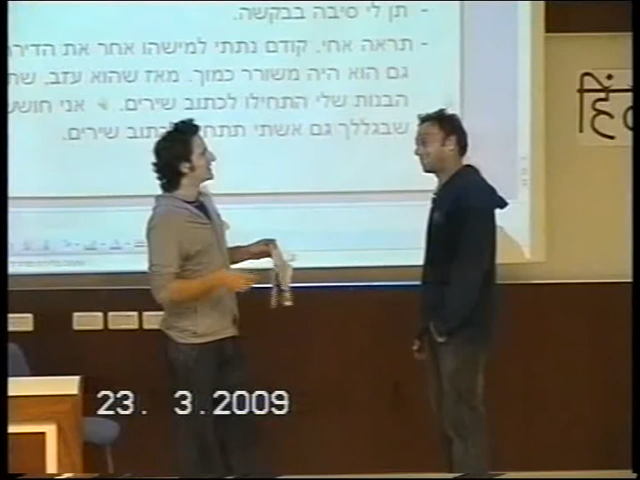 - תן לי סיבה בבקשה.
- תראה אחי. קודם נתתי למישהו אחר את הדירה
גם הוא היה משורר כמוך. מאז שהוא עזב, שתי
הבנות שלי התחילו לכתוב שירים. אני חושש
שבגללך גם אשתי תתחיל לכתוב שירים.
हिं
23. 3.2009